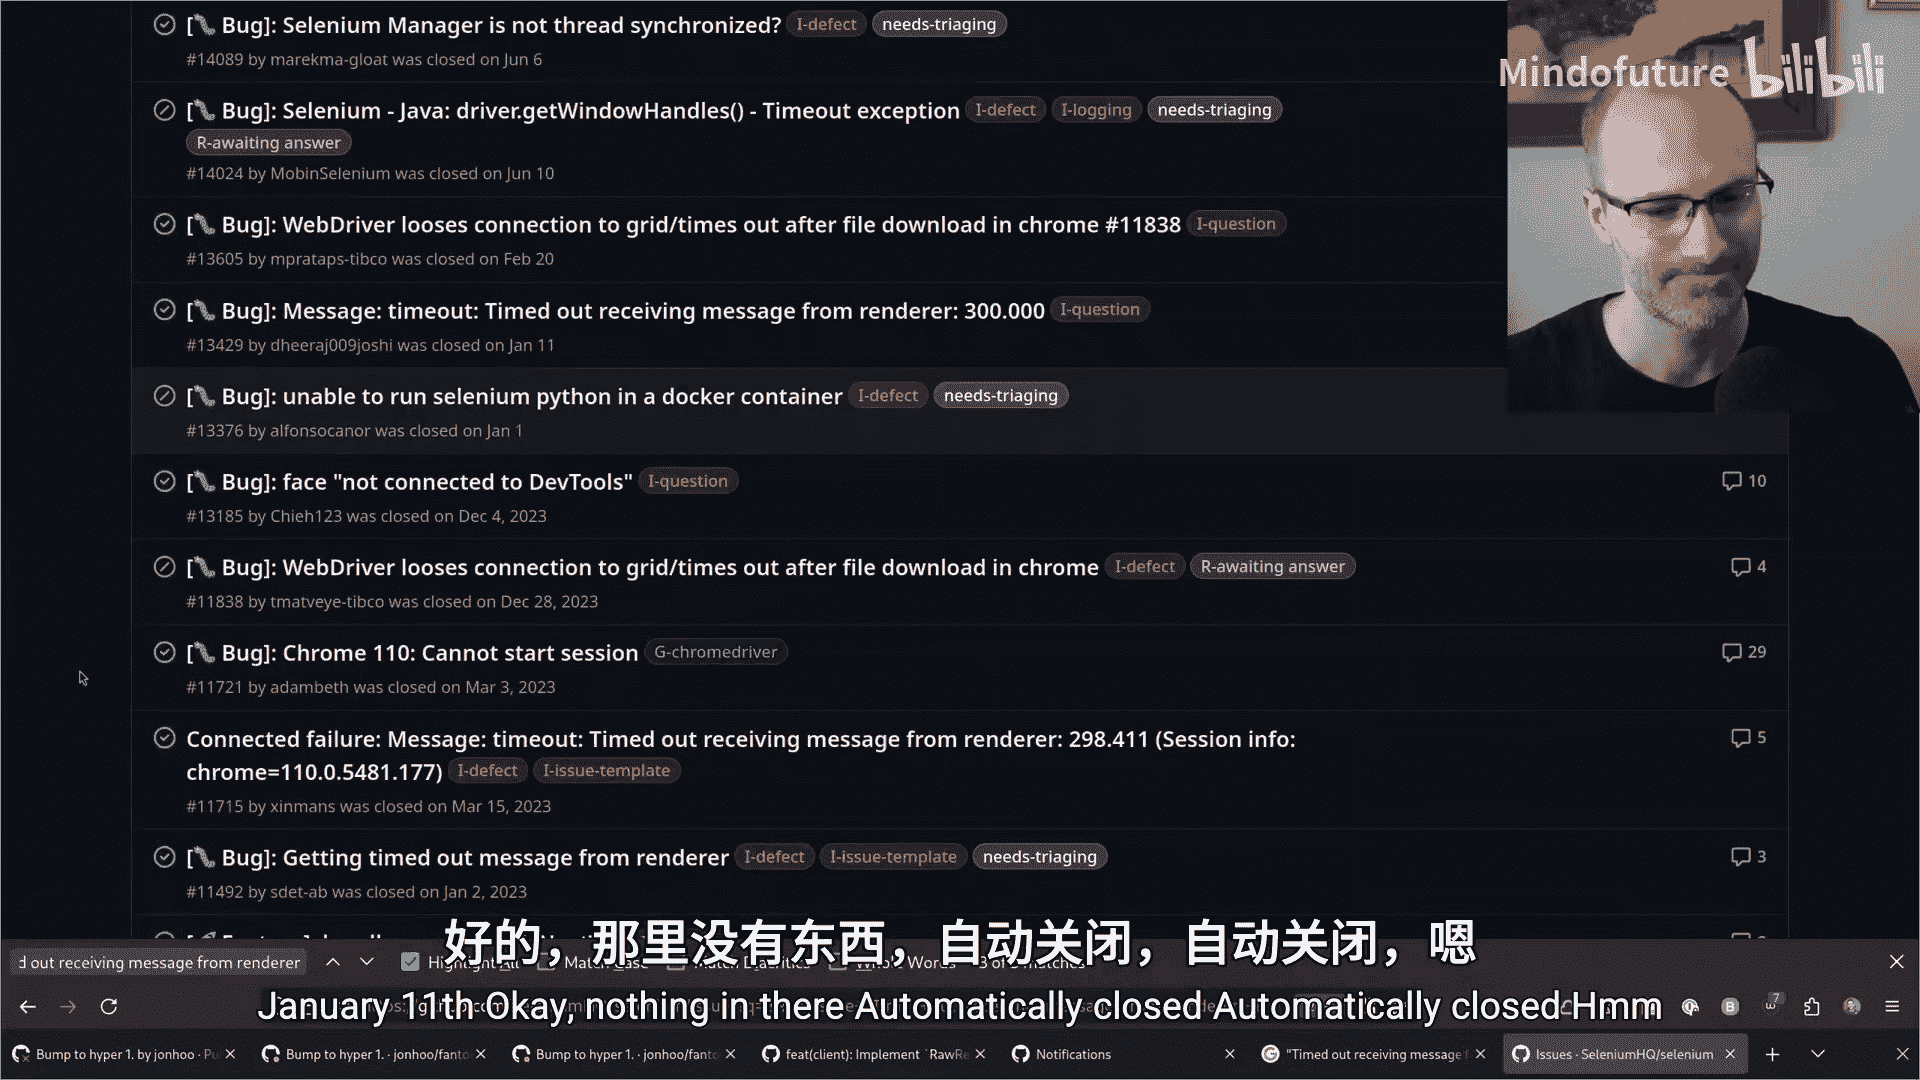 [🐛 Bug]: Selenium Manager is not thread synchronized? I-defect needs-triaging
#14089 by marekma-gloat was closed on Jun 6
Mindofuture bilibili
[🐛 Bug]: Selenium - Java: driver.getWindowHandles() - Timeout exception I-defect I-logging needs-triaging
R-awaiting answer
#14024 by MobinSelenium was closed on Jun 10
[🐛 Bug]: WebDriver looses connection to grid/times out after file download in chrome #11838 I-question
#13605 by mprataps-tibco was closed on Feb 20
[🐛 Bug]: Message: timeout: Timed out receiving message from renderer: 300.000 I-question
#13429 by dheeraj009joshi was closed on Jan 11
[🐛 Bug]: unable to run selenium python in a docker container I-defect needs-triaging
#13376 by alfonsocanor was closed on Jan 1
[🐛 Bug]: face "not connected to DevTools" I-question 10
#13185 by Chieh123 was closed on Dec 4, 2023
[🐛 Bug]: WebDriver looses connection to grid/times out after file download in chrome I-defect R-awaiting answer 4
#11838 by tmatveye-tibco was closed on Dec 28, 2023
[🐛 Bug]: Chrome 110: Cannot start session G-chromedriver 29
#11721 by adambeth was closed on Mar 3, 2023
Connected failure: Message: timeout: Timed out receiving message from renderer: 298.411 (Session info: 5
chrome=110.0.5481.177) I-defect I-issue-template
#11715 by xinmans was closed on Mar 15, 2023
[🐛 Bug]: Getting timed out message from renderer I-defect I-issue-template needs-triaging 3
#11492 by sdet-ab was closed on Jan 2, 2023
好的，那里没有东西，自动关闭，自动关闭，嗯
d out receiving message from renderer Highlight All Match Case Match Diacritics Whole Words
January 11th Okay, nothing in there Automatically closed Automatically closed Hmm
Bump to hyper 1. by jonhoo · Pu Bump to hyper 1. · jonhoo/fanto Bump to hyper 1. · jonhoo/fanto feat(client): Implement `RawRe Notifications "Timed out receiving message f Issues · SeleniumHQ/selenium